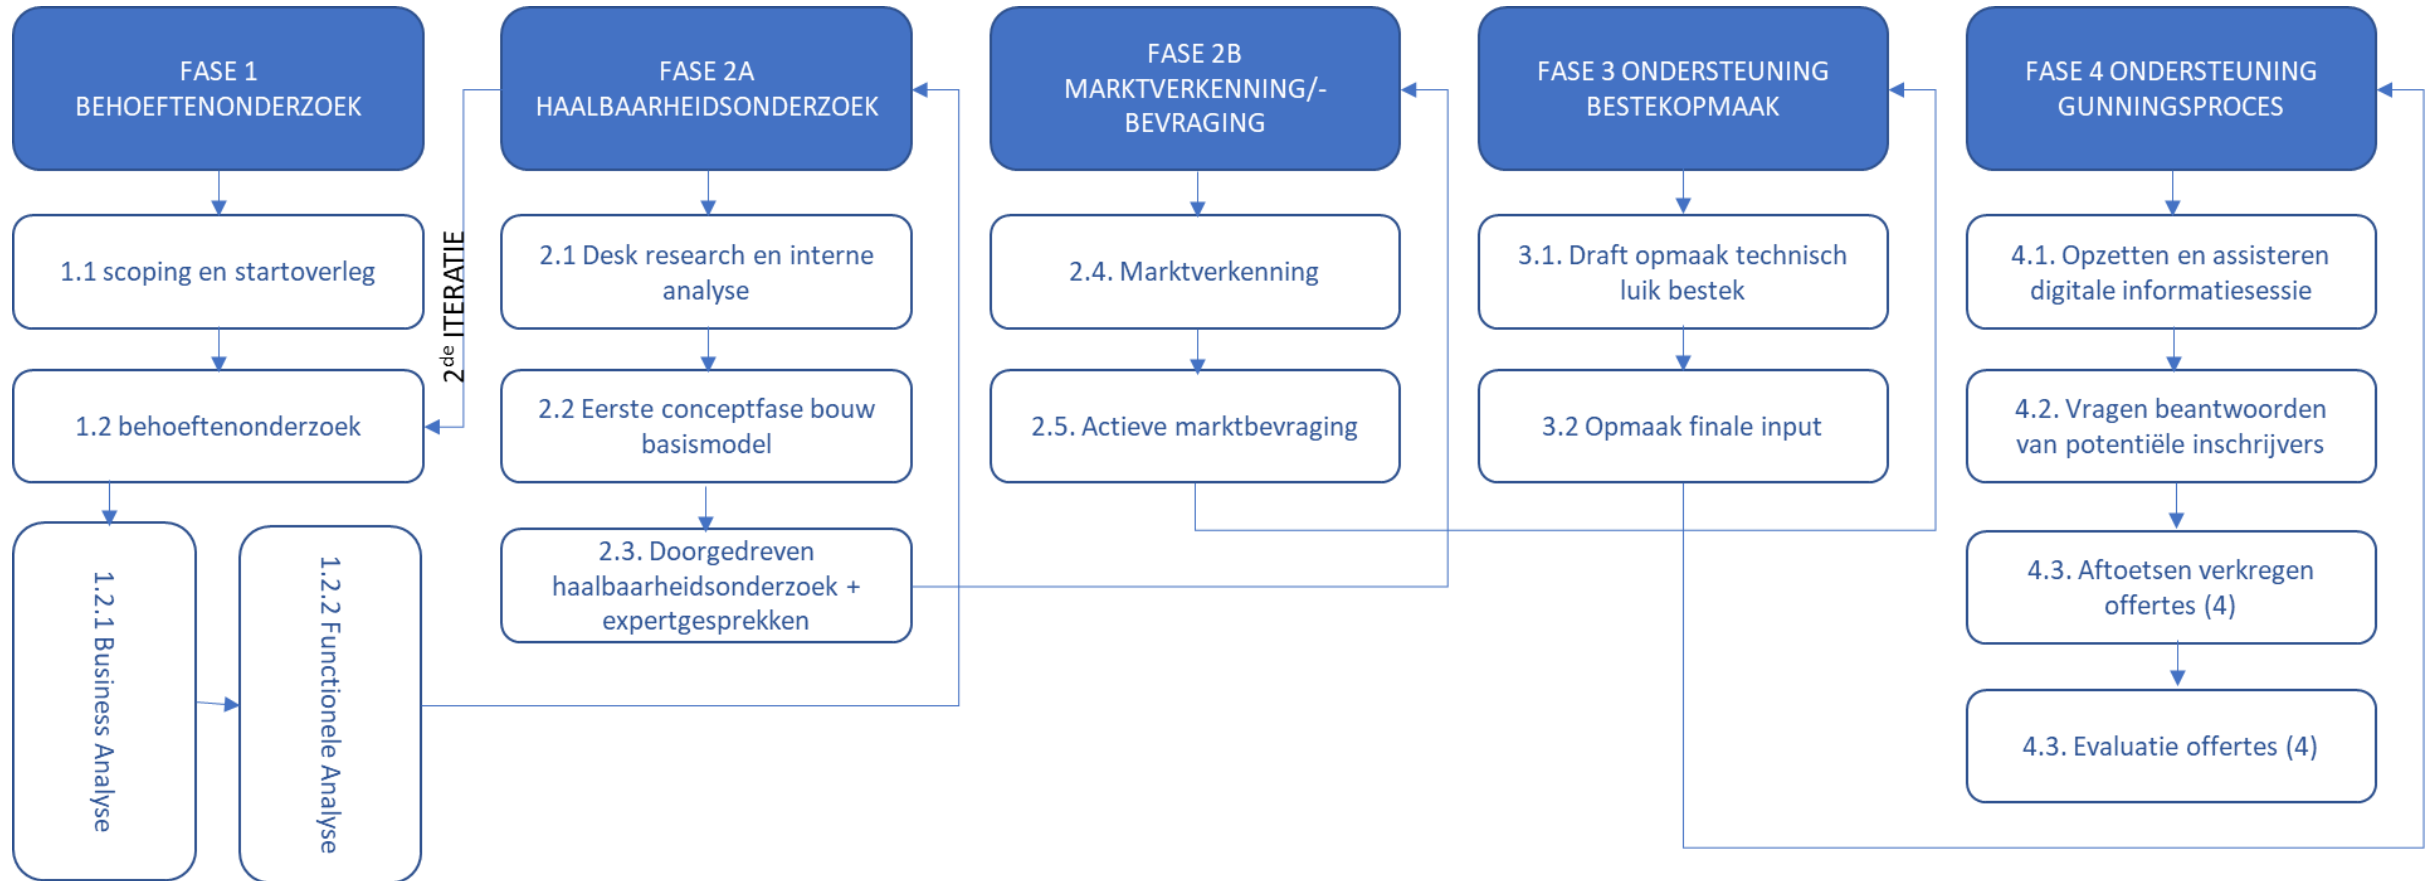 FASE 1
BEHOEFTENONDERZOEK
1.1 scoping en startoverleg
1.2 behoeftenonderzoek
1.2.1 Business Analyse
1.2.2 Functionele Analyse
2de ITERATIE
FASE 2A
HAALBAARHEIDSONDERZOEK
2.1 Desk research en interne
analyse
2.2 Eerste conceptfase bouw
basismodel
2.3. Doorgedreven
haalbaarheidsonderzoek +
expertgesprekken
FASE 2B
MARKTVERKENNING/-
BEVRAGING
2.4. Marktverkenning
2.5. Actieve marktbevraging
FASE 3 ONDERSTEUNING
BESTEKOPMAAK
3.1. Draft opmaak technisch
luik bestek
3.2 Opmaak finale input
FASE 4 ONDERSTEUNING
GUNNINGSPROCES
4.1. Opzetten en assisteren
digitale informatiesessie
4.2. Vragen beantwoorden
van potentiële inschrijvers
4.3. Aftoetsen verkregen
offertes (4)
4.3. Evaluatie offertes (4)